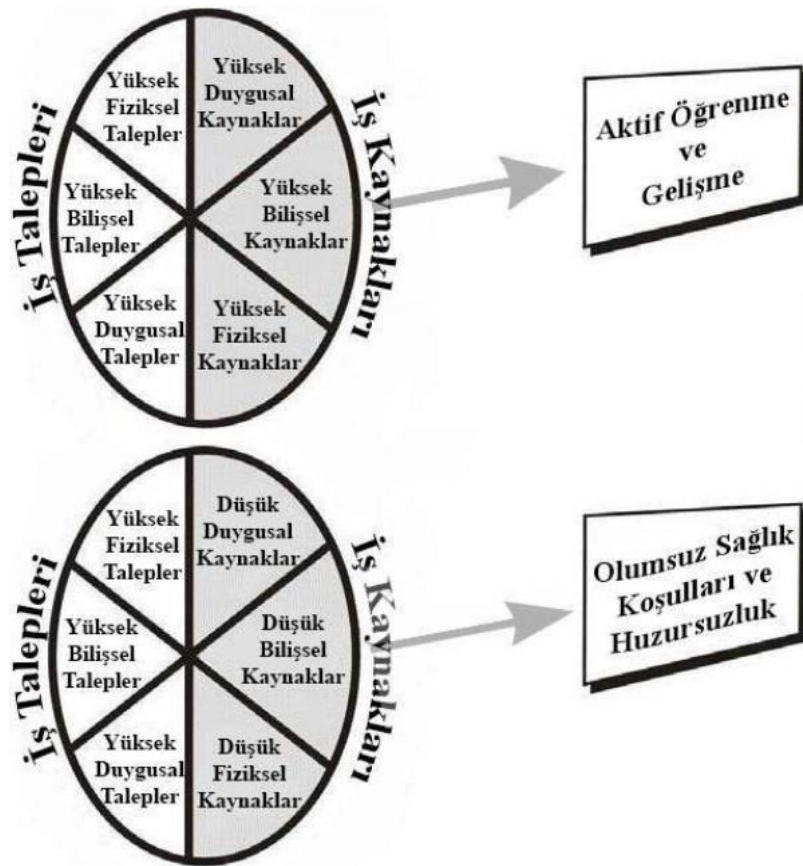 İş Talepleri
Yüksek
Fiziksel
Talepler
Yüksek
Bilişsel
Talepler
Yüksek
Duygusal
Talepler
Yüksek
Duygusal
Kaynaklar
Yüksek
Bilişsel
Kaynaklar
Yüksek
Fiziksel
Kaynaklar
İş Kaynakları
Aktif Öğrenme
ve
Gelişme
İş Talepleri
Yüksek
Fiziksel
Talepler
Yüksek
Bilişsel
Talepler
Yüksek
Duygusal
Talepler
Düşük
Duygusal
Kaynaklar
Düşük
Bilişsel
Kaynaklar
Düşük
Fiziksel
Kaynaklar
İş Kaynakları
Olumsuz Sağlık
Koşulları ve
Huzursuzluk